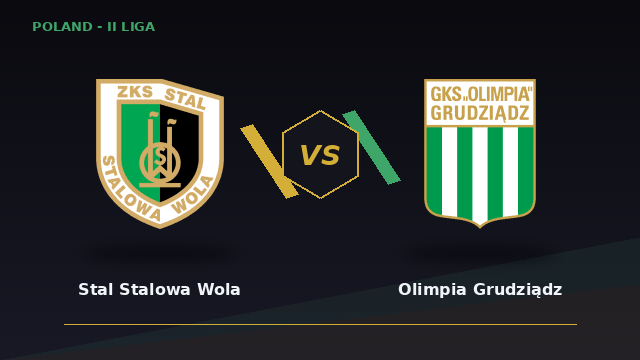 POLAND - II LIGA
ZKS STAL
STALOWA WOLA
S
GKS „OLIMPIA"
GRUDZIĄDZ
VS
Stal Stalowa Wola
Olimpia Grudziądz